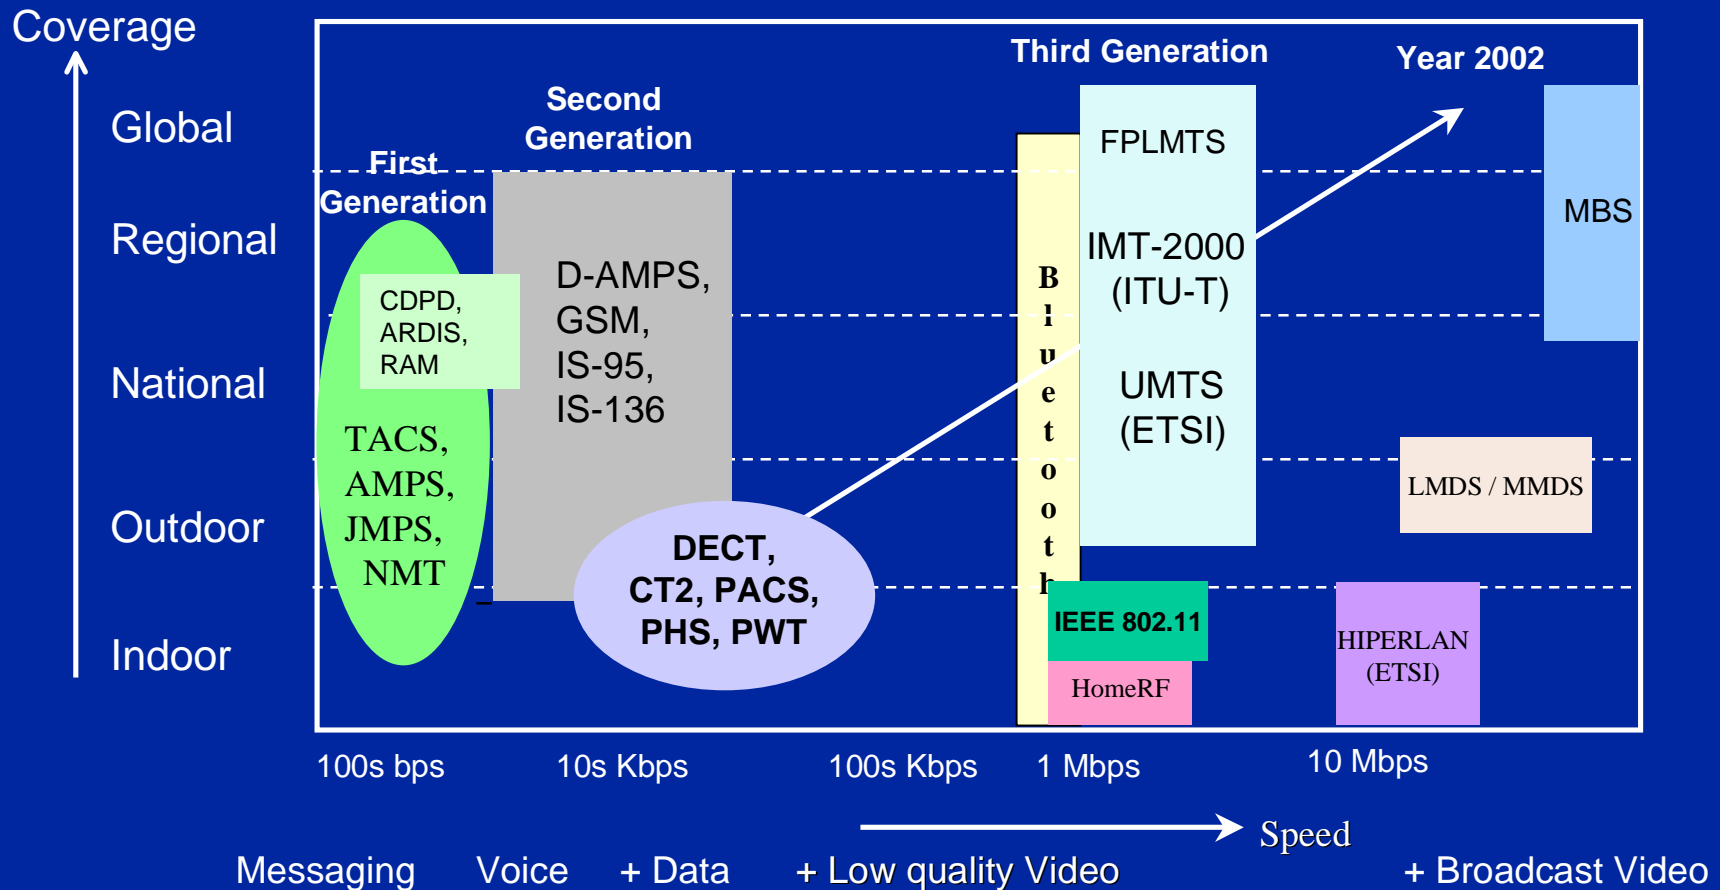 Coverage
Third Generation
Year 2002
Second
Generation
Global
FPLMTS
First
Generation
MBS
Regional
IMT-2000
(ITU-T)
D-AMPS,
GSM,
IS-95,
IS-136
Bluetooth
CDPD,
ARDIS,
RAM
National
UMTS
(ETSI)
TACS,
AMPS,
JMPS,
NMT
LMDS / MMDS
Outdoor
DECT,
CT2, PACS,
PHS, PWT
IEEE 802.11
HIPERLAN
(ETSI)
Indoor
HomeRF
100s bps
10s Kbps
100s Kbps
1 Mbps
10 Mbps
Speed
Messaging
Voice
+ Data
+ Low quality Video
+ Broadcast Video